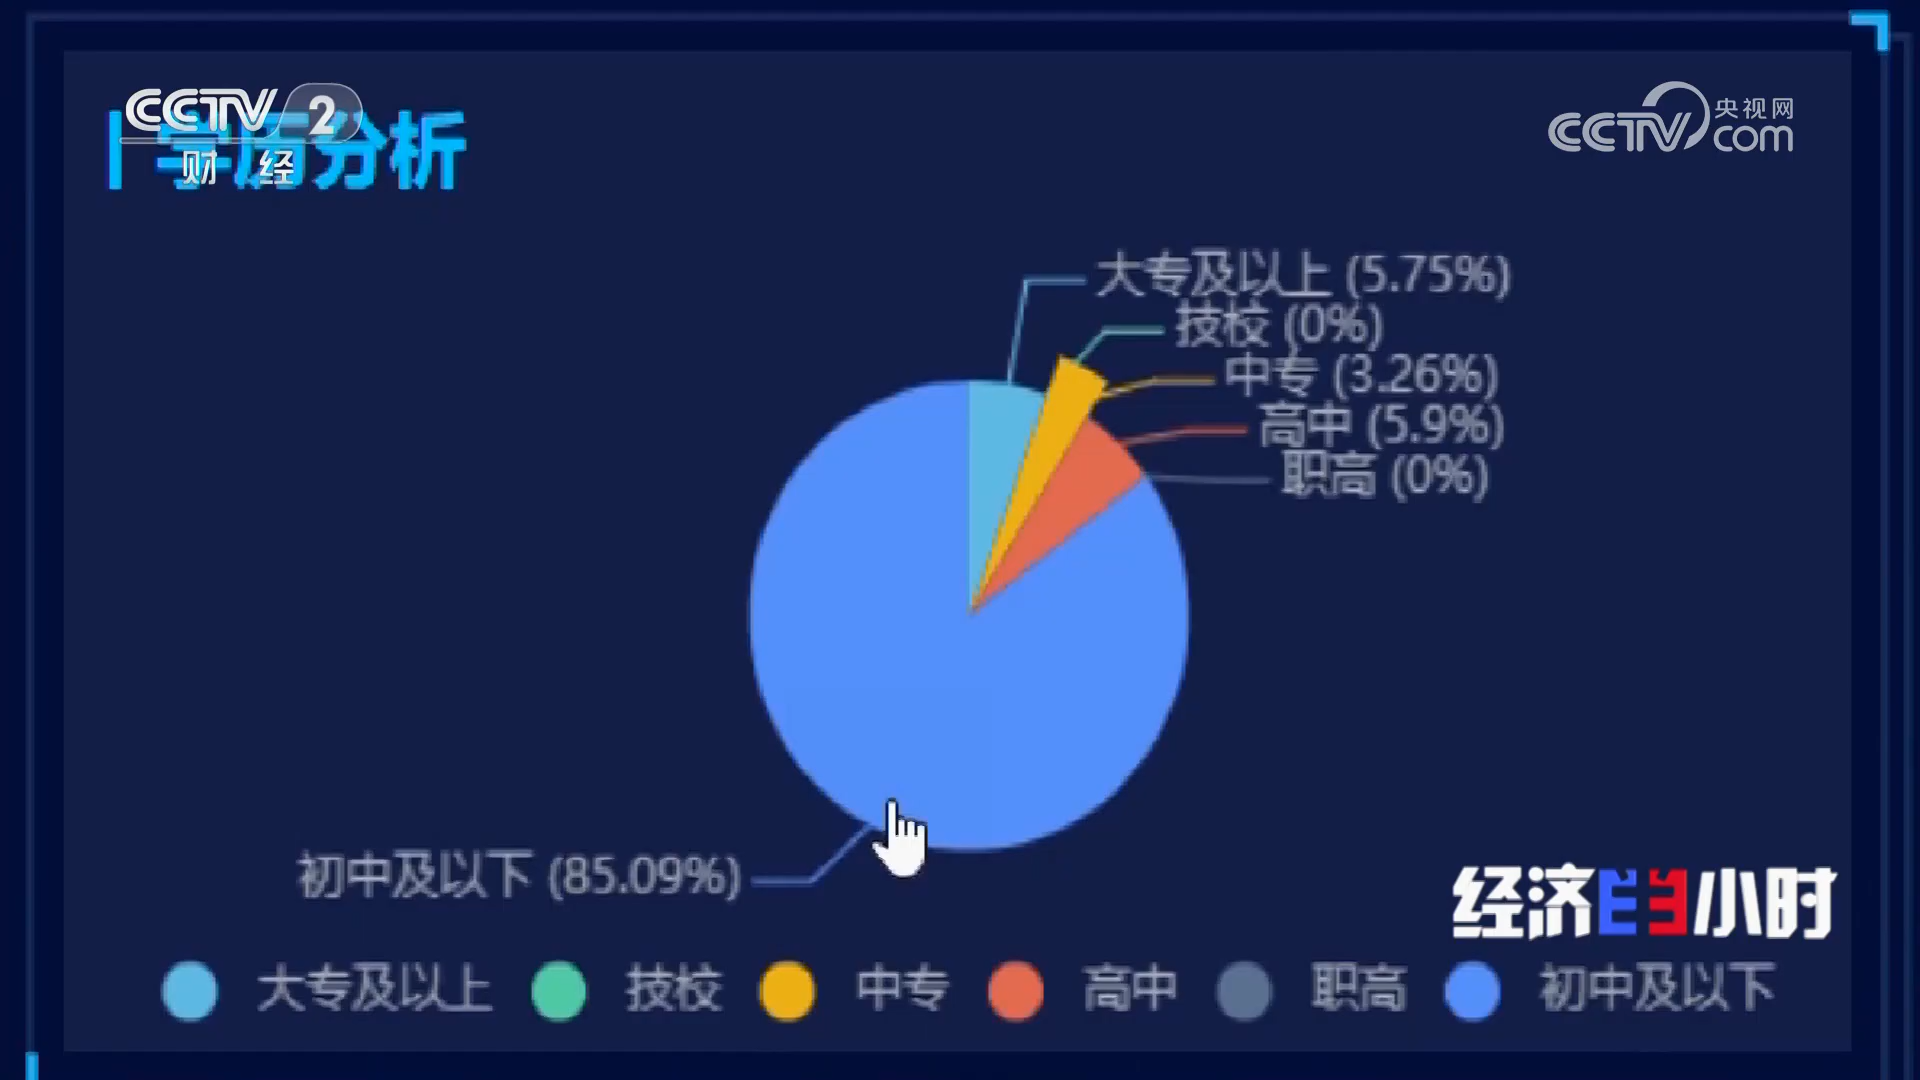 CCTV 2
财 经
学历分析
央视网
CCTV.com
大专及以上 (5.75%)
技校 (0%)
中专 (3.26%)
高中 (5.9%)
职高 (0%)
初中及以下 (85.09%)
经济半小时
大专及以上 技校 中专 高中 职高 初中及以下